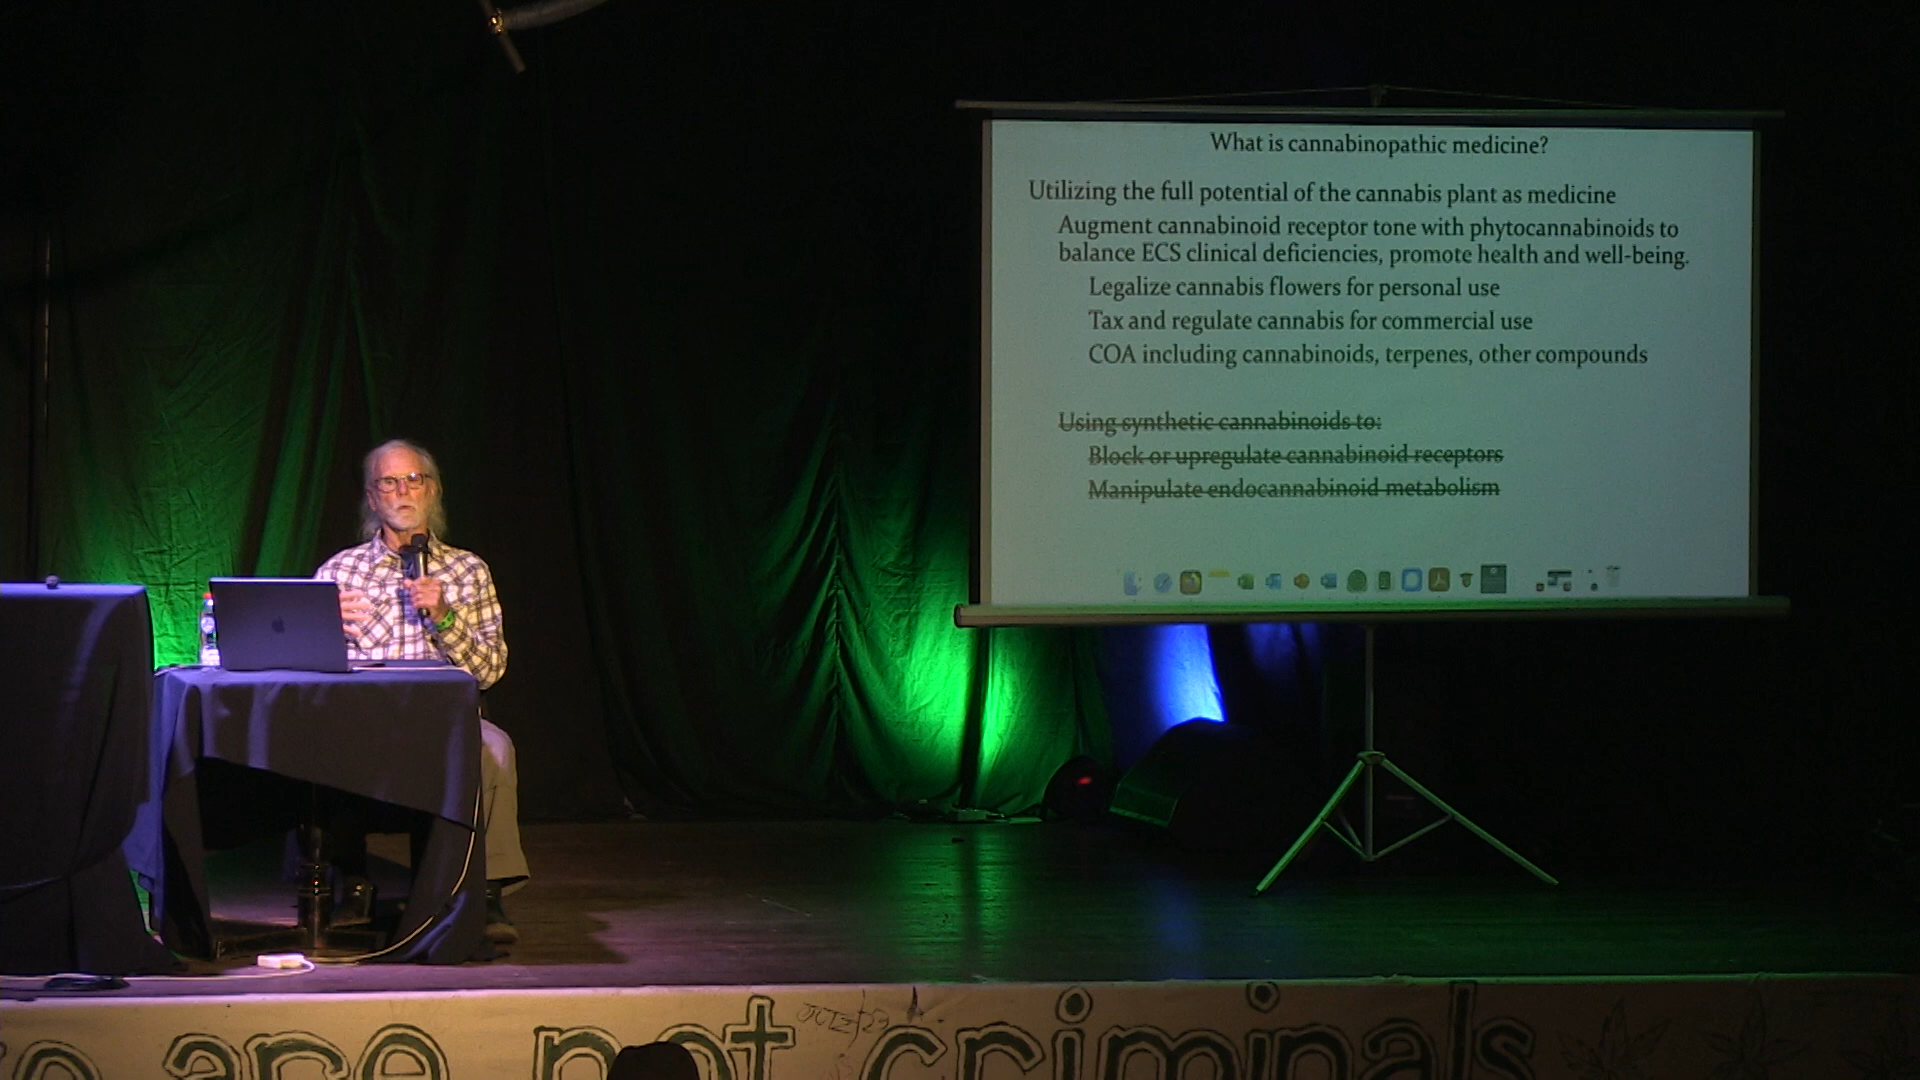 What is cannabinopathic medicine?
Utilizing the full potential of the cannabis plant as medicine
Augment cannabinoid receptor tone with phytocannabinoids to
balance ECS clinical deficiencies, promote health and well-being.
Legalize cannabis flowers for personal use
Tax and regulate cannabis for commercial use
COA including cannabinoids, terpenes, other compounds
Using synthetic cannabinoids to:
Block or upregulate cannabinoid receptors
Manipulate endocannabinoid metabolism
are not criminals